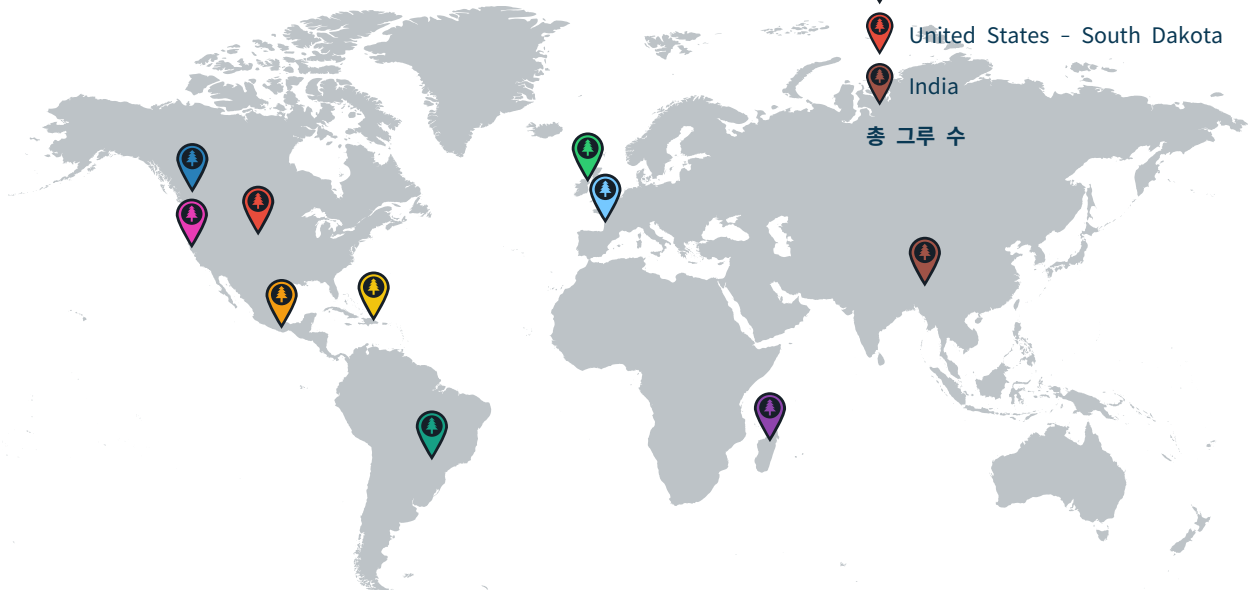 United States – South Dakota
India
총 그루 수